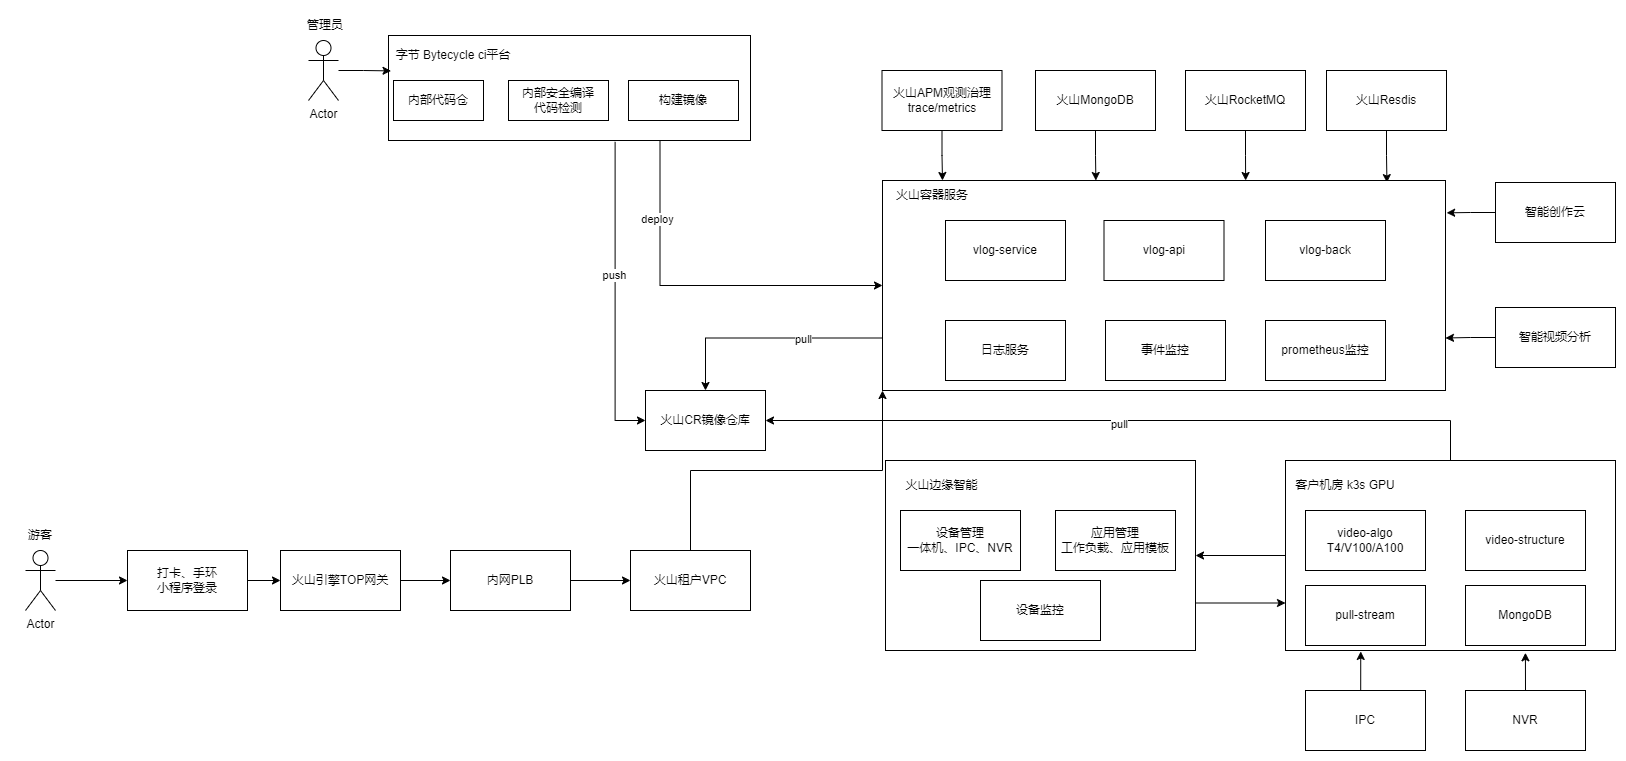 管理员
Actor
字节 Bytecycle ci平台
内部代码仓
内部安全编译
代码检测
构建镜像
火山APM观测治理
trace/metrics
火山MongoDB
火山RocketMQ
火山Resdis
deploy
push
pull
火山容器服务
vlog-service
vlog-api
vlog-back
日志服务
事件监控
prometheus监控
智能创作云
智能视频分析
火山CR镜像仓库
pull
游客
Actor
打卡、手环
小程序登录
火山引擎TOP网关
内网PLB
火山租户VPC
火山边缘智能
设备管理
一体机、IPC、NVR
应用管理
工作负载、应用模板
设备监控
客户机房 k3s GPU
video-algo
T4/V100/A100
video-structure
pull-stream
MongoDB
IPC
NVR